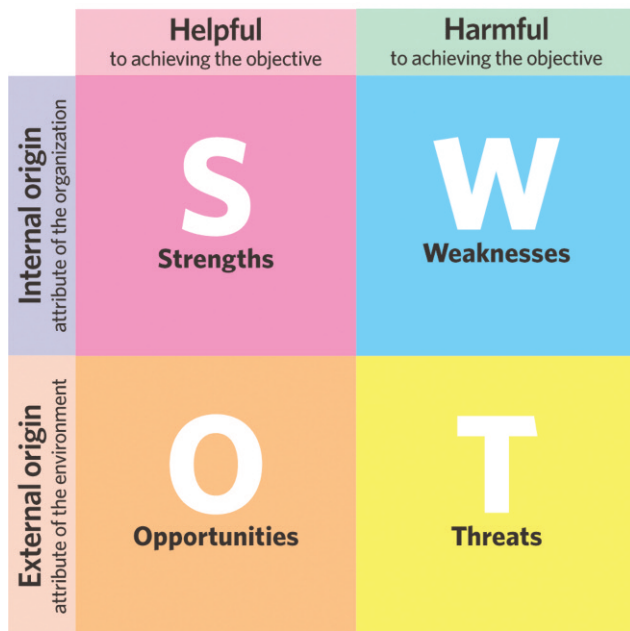 Helpful
to achieving the objective
Harmful
to achieving the objective
Internal origin
attribute of the organization
S
Strengths
W
Weaknesses
External origin
attribute of the environment
O
Opportunities
T
Threats